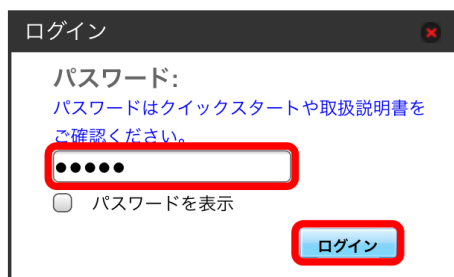 ログイン
パスワード:
パスワードはクイックスタートや取扱説明書を
ご確認ください。
●●●●●
パスワードを表示
ログイン